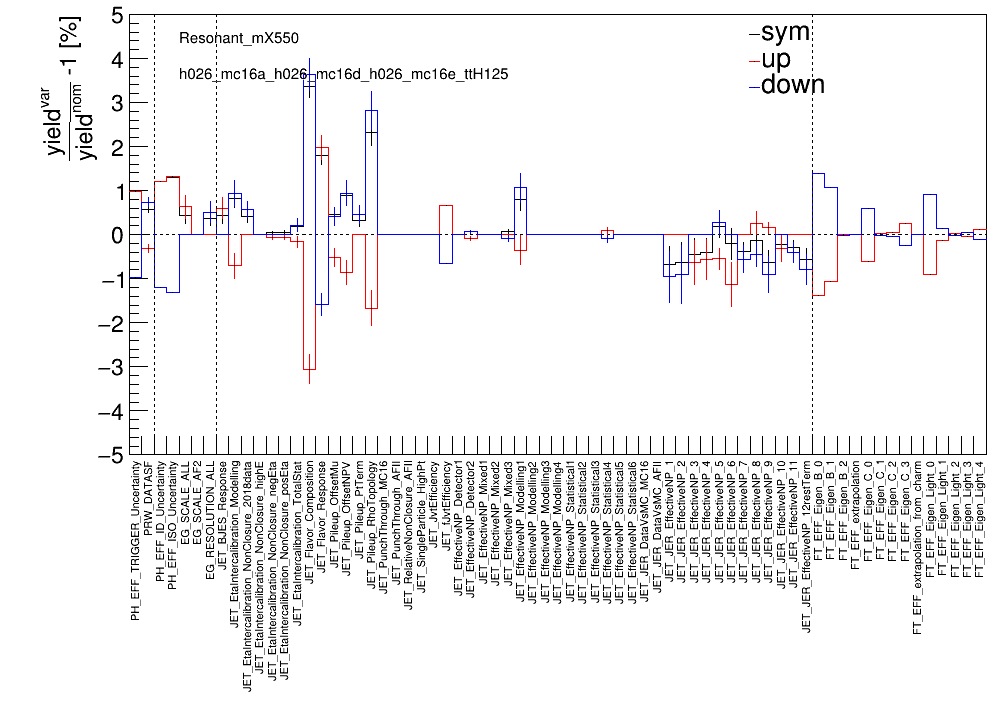 5
4
3
2
1
0
−1
−2
−3
−4
−5
yield^var / yield^nom -1 [%]
Resonant_mX550
h026_mc16a_h026_mc16d_h026_mc16e_ttH125
sym
up
down
PH_EFF_TRIGGER_Uncertainty
PRW_DATASF
PH_EFF_ID_Uncertainty
PH_EFF_ISO_Uncertainty
EG_SCALE_ALL
EG_SCALE_AF2
EG_RESOLUTION_ALL
JET_BJES_Response
JET_EtaIntercalibration_Modelling
JET_EtaIntercalibration_NonClosure_2018data
JET_EtaIntercalibration_NonClosure_highE
JET_EtaIntercalibration_NonClosure_negEta
JET_EtaIntercalibration_NonClosure_posEta
JET_EtaIntercalibration_TotalStat
JET_Flavor_Composition
JET_Flavor_Response
JET_Pileup_OffsetMu
JET_Pileup_OffsetNPV
JET_Pileup_PtTerm
JET_Pileup_RhoTopology
JET_PunchThrough_MC16
JET_PunchThrough_AFII
JET_RelativeNonClosure_AFII
JET_SingleParticle_HighPt
JET_JvtEfficiency
JET_fJvtEfficiency
JET_EffectiveNP_Detector1
JET_EffectiveNP_Detector2
JET_EffectiveNP_Mixed1
JET_EffectiveNP_Mixed2
JET_EffectiveNP_Mixed3
JET_EffectiveNP_Modelling1
JET_EffectiveNP_Modelling2
JET_EffectiveNP_Modelling3
JET_EffectiveNP_Modelling4
JET_EffectiveNP_Statistical1
JET_EffectiveNP_Statistical2
JET_EffectiveNP_Statistical3
JET_EffectiveNP_Statistical4
JET_EffectiveNP_Statistical5
JET_EffectiveNP_Statistical6
JET_JER_DataVsMC_MC16
JET_JER_DataVsMC_AFII
JET_JER_EffectiveNP_1
JET_JER_EffectiveNP_2
JET_JER_EffectiveNP_3
JET_JER_EffectiveNP_4
JET_JER_EffectiveNP_5
JET_JER_EffectiveNP_6
JET_JER_EffectiveNP_7
JET_JER_EffectiveNP_8
JET_JER_EffectiveNP_9
JET_JER_EffectiveNP_10
JET_JER_EffectiveNP_11
JET_JER_EffectiveNP_12restTerm
FT_EFF_Eigen_B_0
FT_EFF_Eigen_B_1
FT_EFF_Eigen_B_2
FT_EFF_extrapolation
FT_EFF_Eigen_C_0
FT_EFF_Eigen_C_1
FT_EFF_Eigen_C_2
FT_EFF_Eigen_C_3
FT_EFF_extrapolation_from_charm
FT_EFF_Eigen_Light_0
FT_EFF_Eigen_Light_1
FT_EFF_Eigen_Light_2
FT_EFF_Eigen_Light_3
FT_EFF_Eigen_Light_4